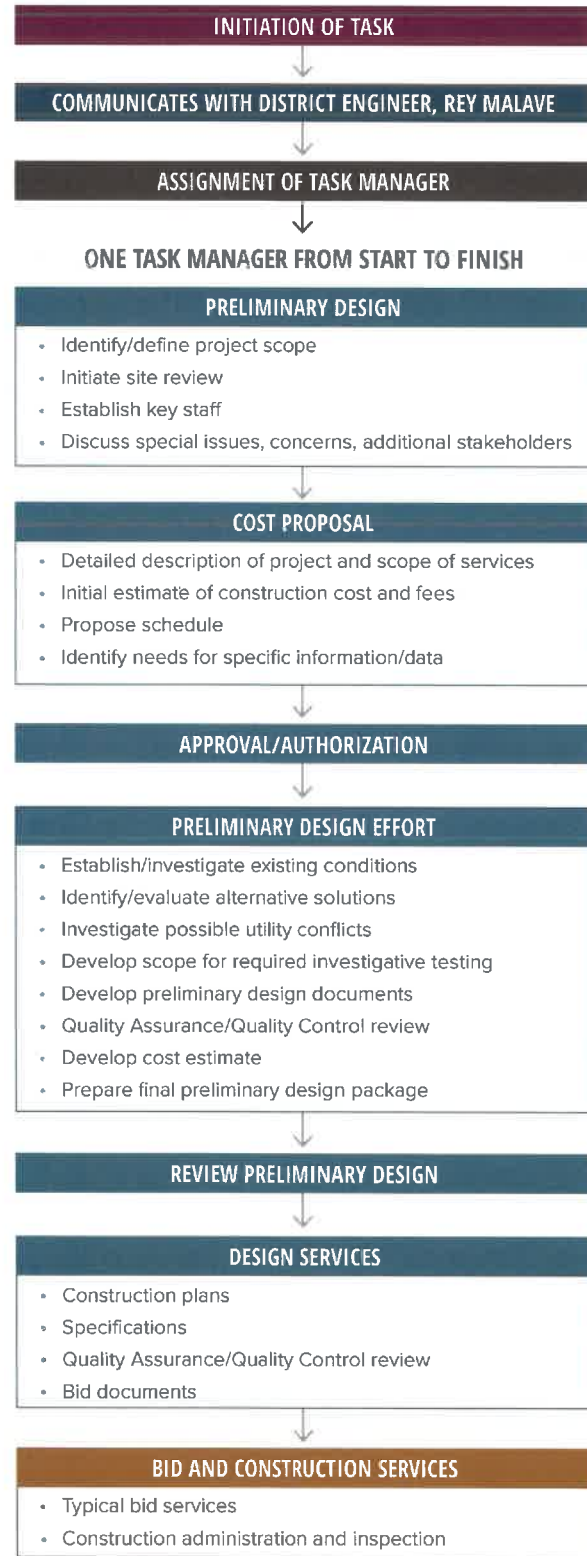 INITIATION OF TASK
COMMUNICATES WITH DISTRICT ENGINEER, REY MALAVE
ASSIGNMENT OF TASK MANAGER
ONE TASK MANAGER FROM START TO FINISH
PRELIMINARY DESIGN
• Identify/define project scope
• Initiate site review
• Establish key staff
• Discuss special issues, concerns, additional stakeholders
COST PROPOSAL
• Detailed description of project and scope of services
• Initial estimate of construction cost and fees
• Propose schedule
• Identify needs for specific information/data
APPROVAL/AUTHORIZATION
PRELIMINARY DESIGN EFFORT
• Establish/investigate existing conditions
• Identify/evaluate alternative solutions
• Investigate possible utility conflicts
• Develop scope for required investigative testing
• Develop preliminary design documents
• Quality Assurance/Quality Control review
• Develop cost estimate
• Prepare final preliminary design package
REVIEW PRELIMINARY DESIGN
DESIGN SERVICES
• Construction plans
• Specifications
• Quality Assurance/Quality Control review
• Bid documents
BID AND CONSTRUCTION SERVICES
• Typical bid services
• Construction administration and inspection